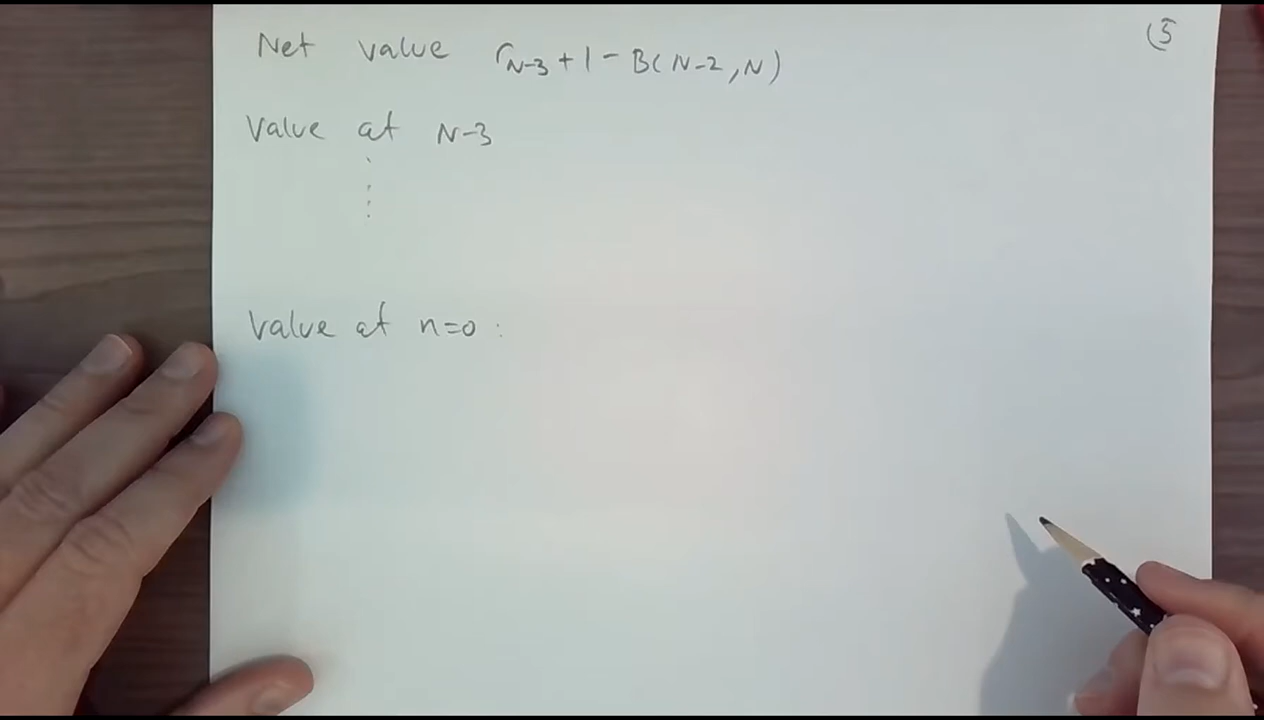 Net value r_{N-3} + 1 - B(N-2, N)
(5
Value at N-3
⋮
Value at n=0 :